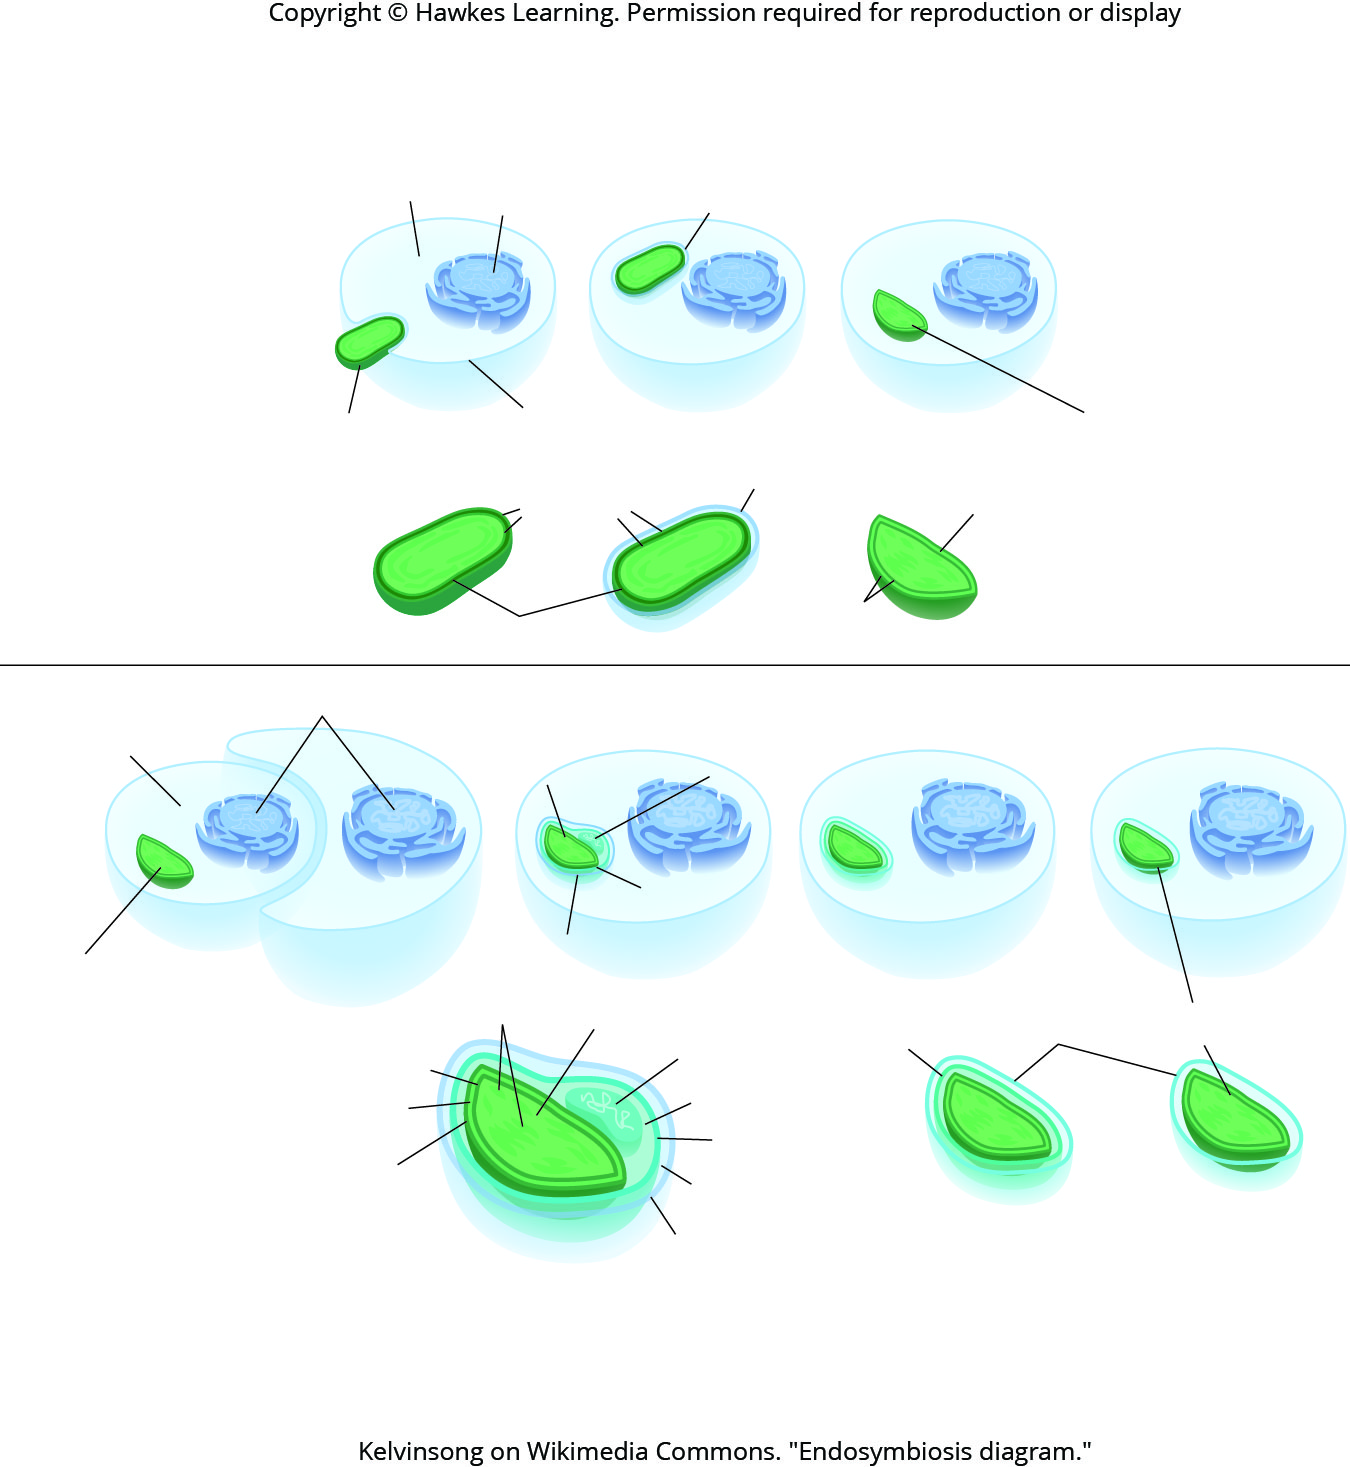 Copyright © Hawkes Learning. Permission required for reproduction or display
Kelvinsong on Wikimedia Commons. "Endosymbiosis diagram."